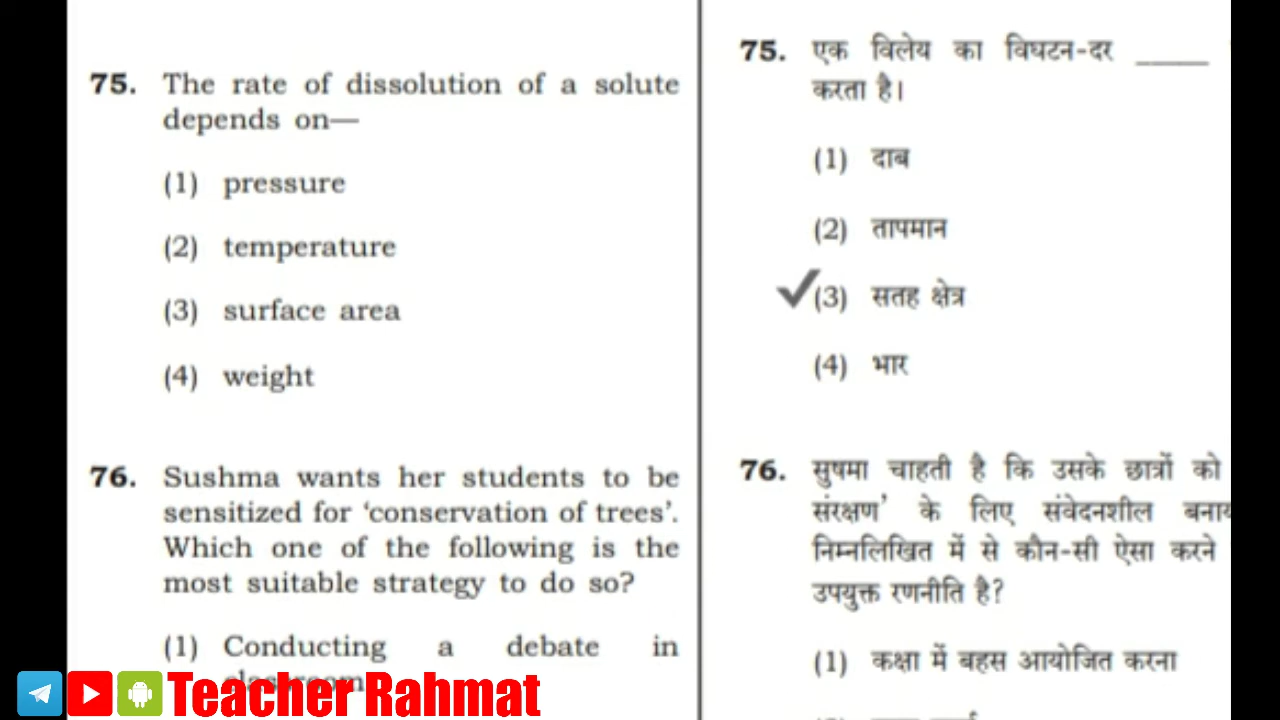 75. The rate of dissolution of a solute
depends on—
(1) pressure
(2) temperature
(3) surface area
(4) weight
76. Sushma wants her students to be
sensitized for ‘conservation of trees’.
Which one of the following is the
most suitable strategy to do so?
(1) Conducting a debate in
75. एक विलेय का विघटन-दर _____
करता है।
(1) दाब
(2) तापमान
(3) सतह क्षेत्र
(4) भार
76. सुषमा चाहती है कि उसके छात्रों को
संरक्षण’ के लिए संवेदनशील
निम्नलिखित में से कौन-सी ऐसा करने
उपयुक्त रणनीति है?
(1) कक्षा में बहस आयोजित करना
Teacher Rahmat